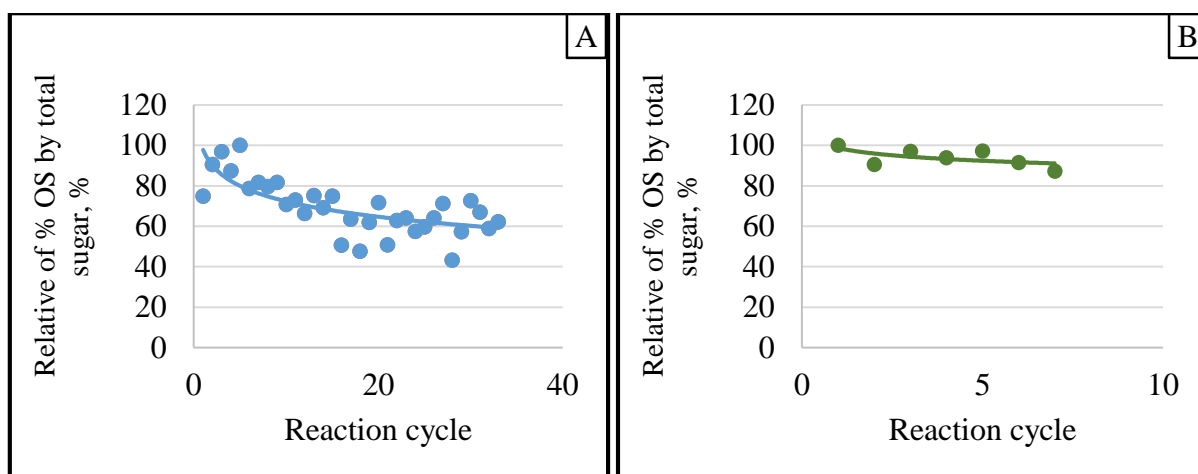 A
Relative of % OS by total
sugar, %
120
100
80
60
40
20
0
0 20 40
Reaction cycle
B
Relative of % OS by total
sugar, %
120
100
80
60
40
20
0
0 5 10
Reaction cycle